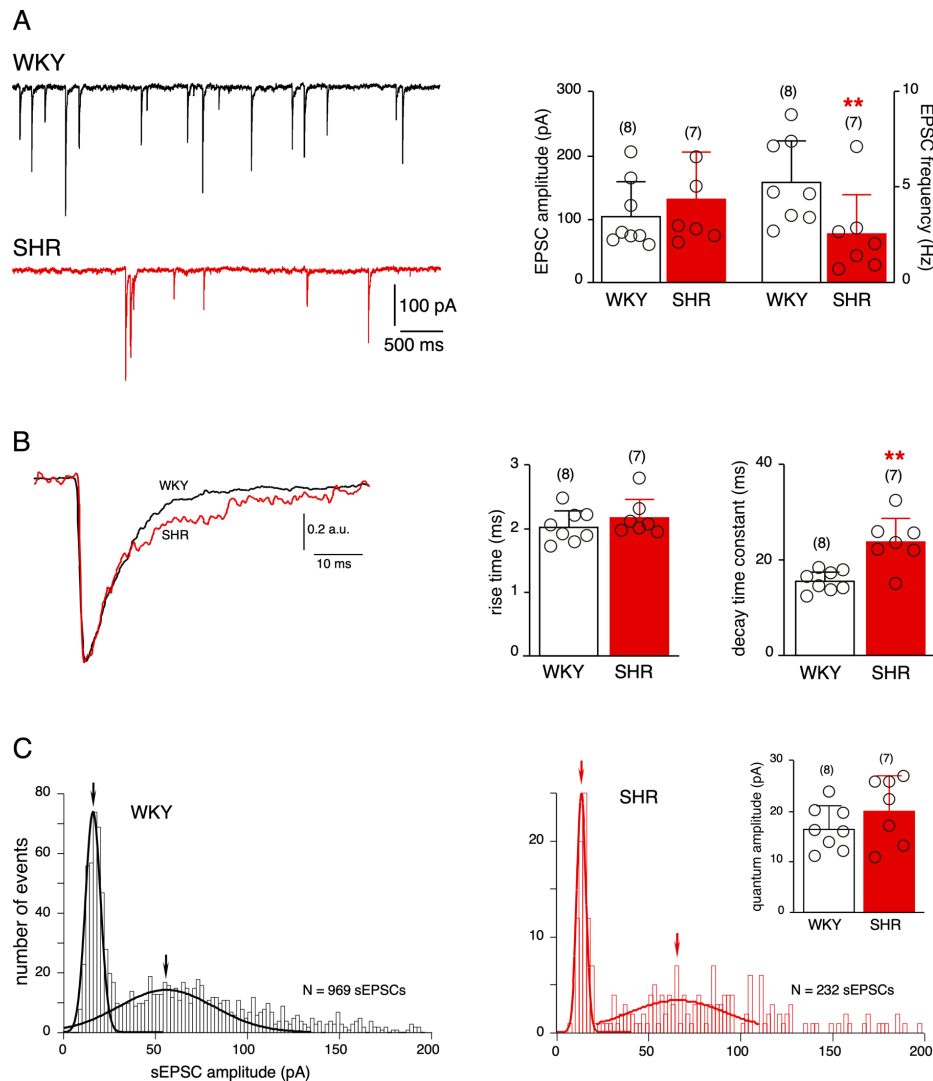 A
WKY
SHR
100 pA
500 ms
EPSC amplitude (pA)
300
200
100
0
(8)
(7)
(8)
**
(7)
10
5
0
EPSC frequency (Hz)
WKY
SHR
WKY
SHR
B
WKY
SHR
0.2 a.u.
10 ms
rise time (ms)
3
2
1
0
(8)
(7)
WKY
SHR
decay time constant (ms)
40
20
0
(8)
**
(7)
WKY
SHR
C
number of events
80
60
40
20
0
WKY
N = 969 sEPSCs
0
50
100
150
200
sEPSC amplitude (pA)
20
10
0
SHR
N = 232 sEPSCs
0
50
100
150
200
quantum amplitude (pA)
30
20
10
0
(8)
(7)
WKY
SHR